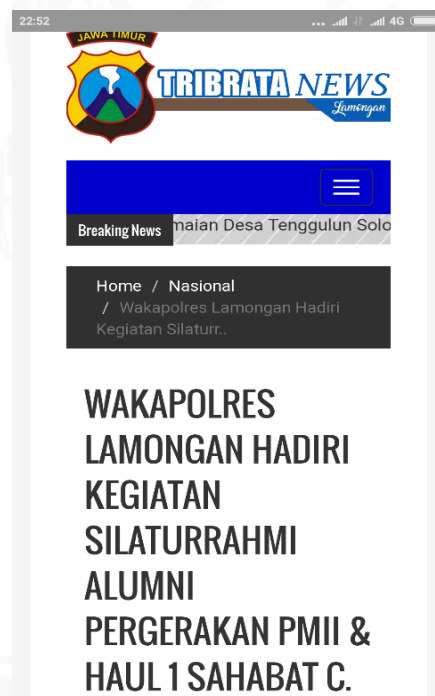 22:52
4G
JAWA TIMUR
TRIBRATA NEWS
Lamongan
Breaking News maian Desa Tenggulun Solo
Home / Nasional
/ Wakapolres Lamongan Hadiri
Kegiatan Silaturr..
WAKAPOLRES
LAMONGAN HADIRI
KEGIATAN
SILATURRAHMI
ALUMNI
PERGERAKAN PMII &
HAUL 1 SAHABAT C.